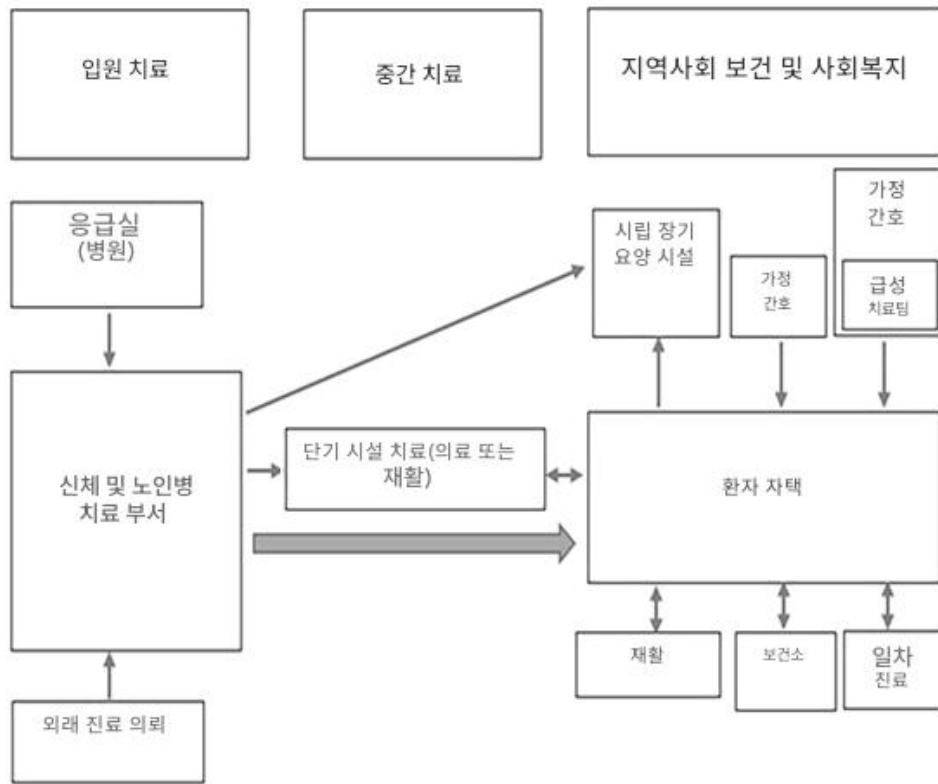 입원 치료
중간 치료
지역사회 보건 및 사회복지
응급실
(병원)
시립 장기
요양 시설
가정
간호
가정
간호
급성
치료팀
신체 및 노인병
치료 부서
단기 시설 치료(의료 또는
재활)
환자 자택
외래 진료 의뢰
재활
보건소
일차
진료